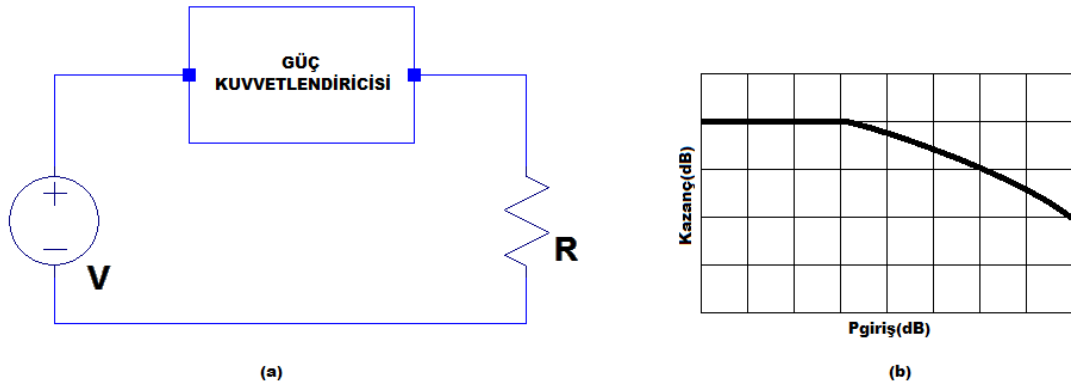 GÜÇ
KUVVETLENDİRİCİSİ
+
V
R
(a)
Kazanç(dB)
Pgiriş(dB)
(b)